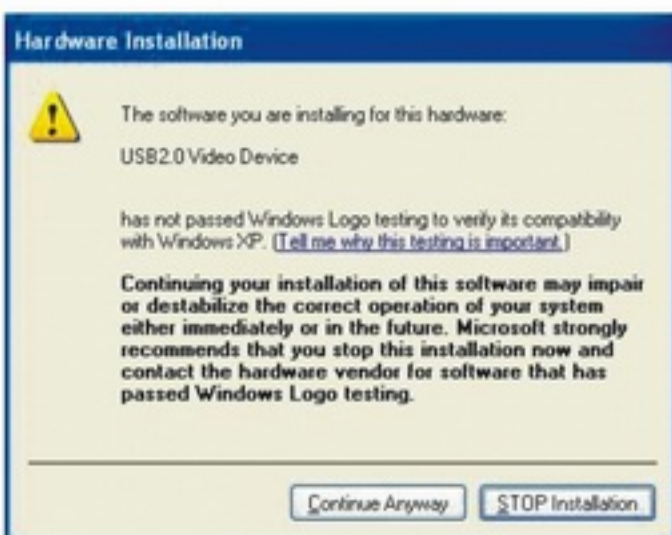 Hardware Installation
The software you are installing for this hardware:
USB2.0 Video Device
has not passed Windows Logo testing to verify its compatibility
with Windows XP. (Tell me why this testing is important.)
Continuing your installation of this software may impair
or destabilize the correct operation of your system
either immediately or in the future. Microsoft strongly
recommends that you stop this installation now and
contact the hardware vendor for software that has
passed Windows Logo testing.
Continue Anyway
STOP Installation